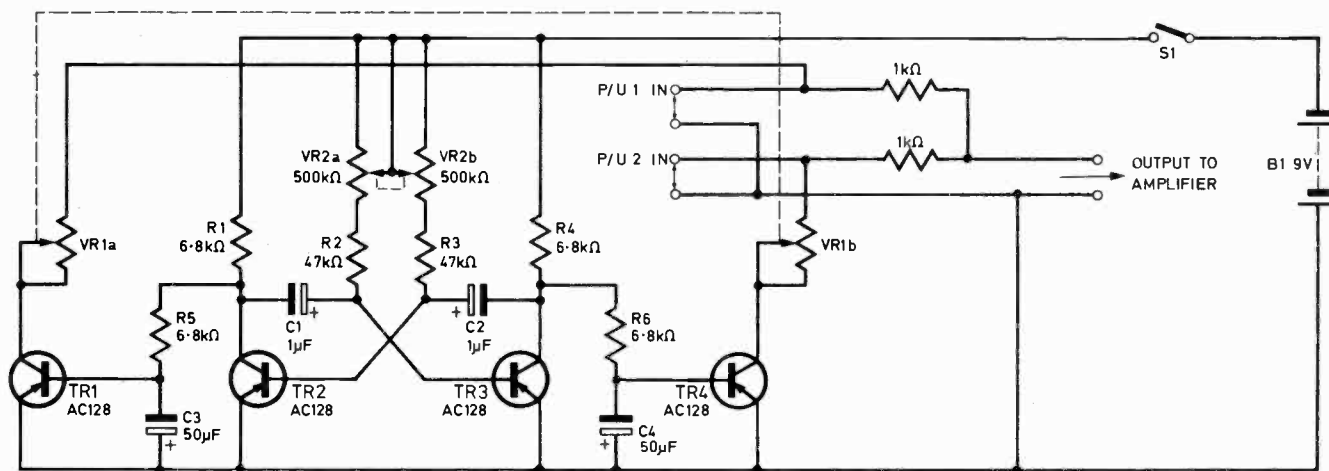 S1
1kΩ
P/U 1 IN
1kΩ
P/U 2 IN
OUTPUT TO
AMPLIFIER
B1 9V
VR2a
500kΩ
VR2b
500kΩ
R1
6·8kΩ
R4
6·8kΩ
VR1a
R2
47kΩ
R3
47kΩ
VR1b
R5
6·8kΩ
C1
1µF
+
C2
1µF
+
R6
6·8kΩ
TR1
AC128
TR2
AC128
TR3
AC128
TR4
AC128
C3
50µF
+
C4
50µF
+